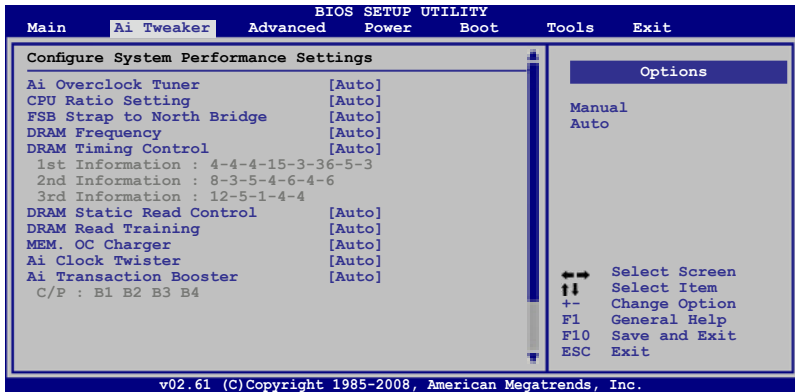 BIOS SETUP UTILITY
Main Ai Tweaker Advanced Power Boot Tools Exit
Configure System Performance Settings
Ai Overclock Tuner [Auto]
CPU Ratio Setting [Auto]
FSB Strap to North Bridge [Auto]
DRAM Frequency [Auto]
DRAM Timing Control [Auto]
1st Information : 4-4-4-15-3-36-5-3
2nd Information : 8-3-5-4-6-4-6
3rd Information : 12-5-1-4-4
DRAM Static Read Control [Auto]
DRAM Read Training [Auto]
MEM. OC Charger [Auto]
Ai Clock Twister [Auto]
Ai Transaction Booster [Auto]
C/P : B1 B2 B3 B4
Options
Manual
Auto
Select Screen
Select Item
+- Change Option
F1 General Help
F10 Save and Exit
ESC Exit
v02.61 (C)Copyright 1985-2008, American Megatrends, Inc.